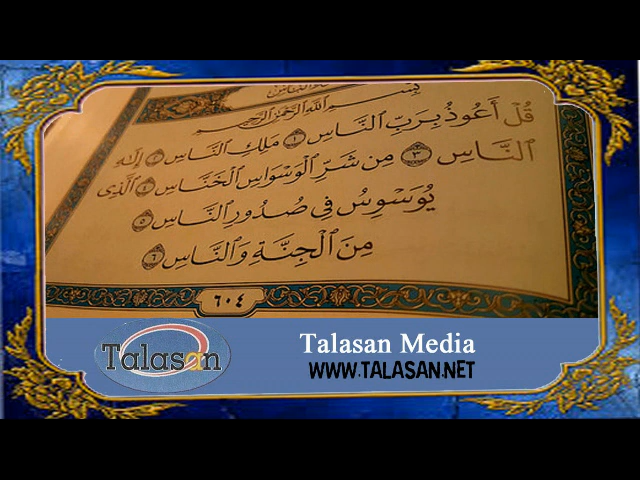 بِسْمِ ٱللَّهِ ٱلرَّحْمَٰنِ ٱلرَّحِيمِ
قُلْ أَعُوذُ بِرَبِّ ٱلنَّاسِ ١ مَلِكِ ٱلنَّاسِ ٢ إِلَٰهِ
ٱلنَّاسِ ٣ مِن شَرِّ ٱلْوَسْوَاسِ ٱلْخَنَّاسِ ٤ ٱلَّذِى
يُوَسْوِسُ فِى صُدُورِ ٱلنَّاسِ ٥
مِنَ ٱلْجِنَّةِ وَٱلنَّاسِ ٦
٦٠٤
Talasan
Talasan Media
WWW.TALASAN.NET